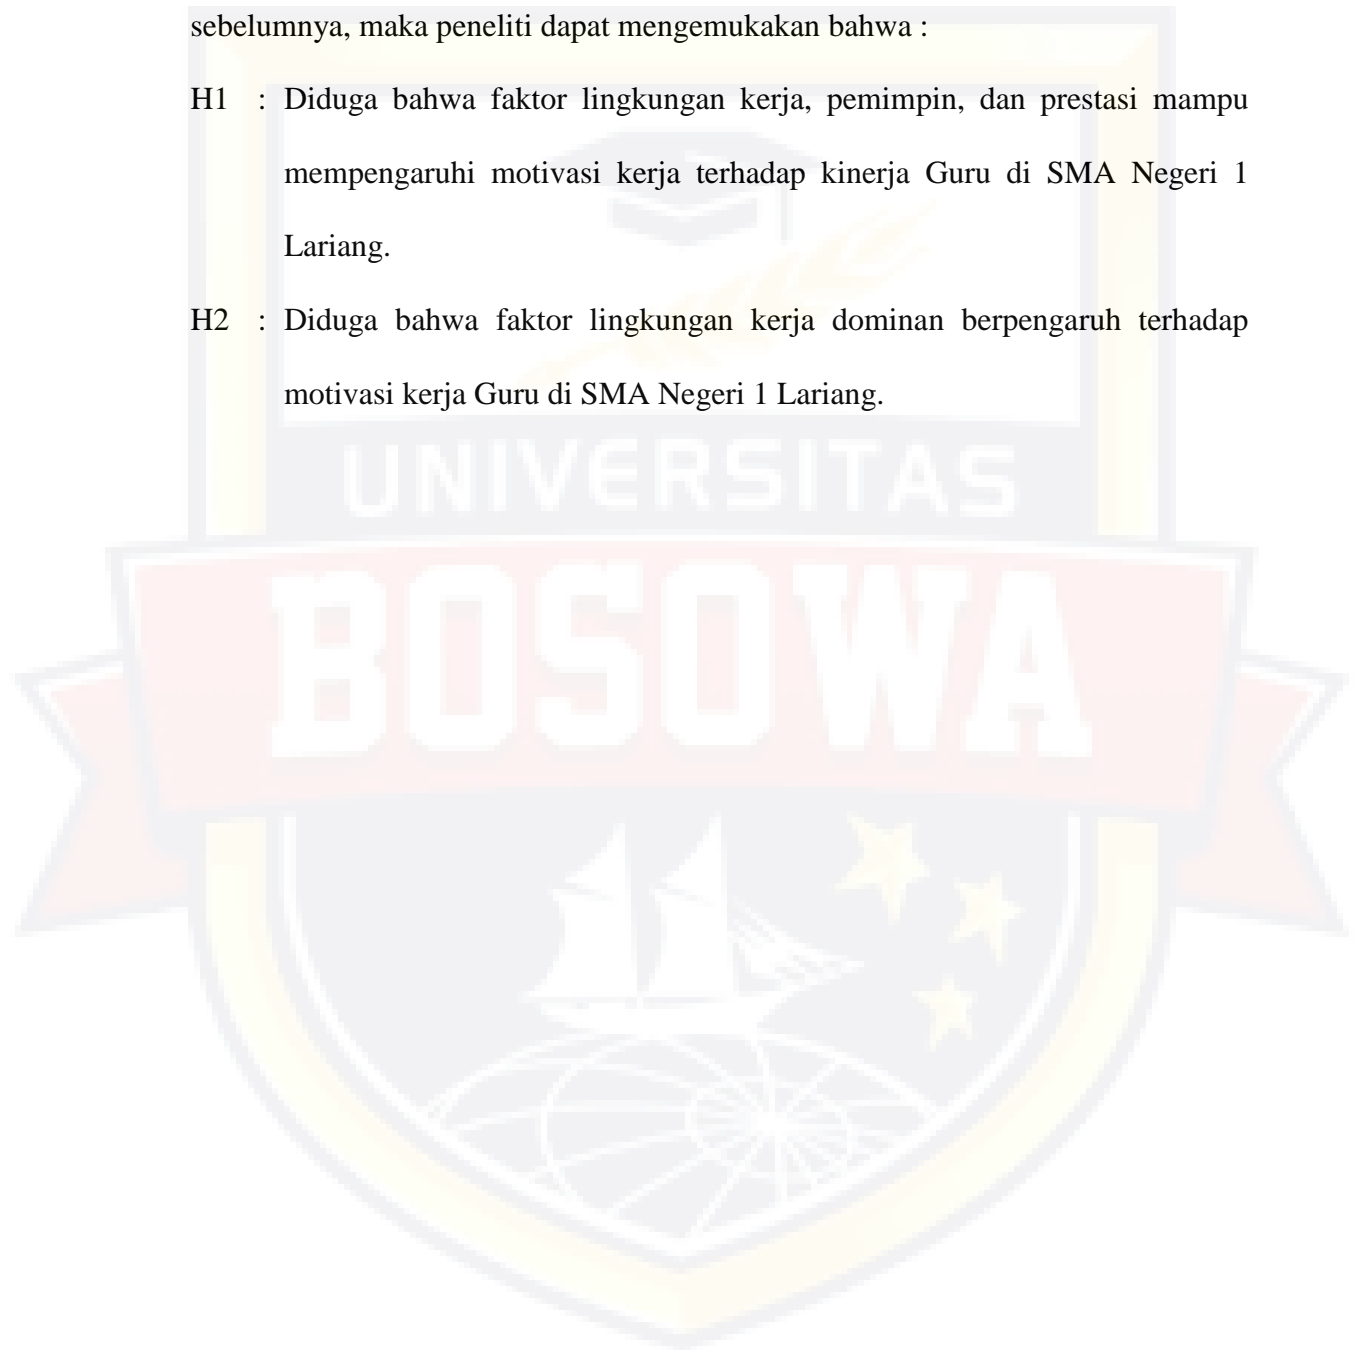 sebelumnya, maka peneliti dapat mengemukakan bahwa :
H1 : Diduga bahwa faktor lingkungan kerja, pemimpin, dan prestasi mampu
mempengaruhi motivasi kerja terhadap kinerja Guru di SMA Negeri 1
Lariang.
H2 : Diduga bahwa faktor lingkungan kerja dominan berpengaruh terhadap
motivasi kerja Guru di SMA Negeri 1 Lariang.
UNIVERSITAS
BOSOWA